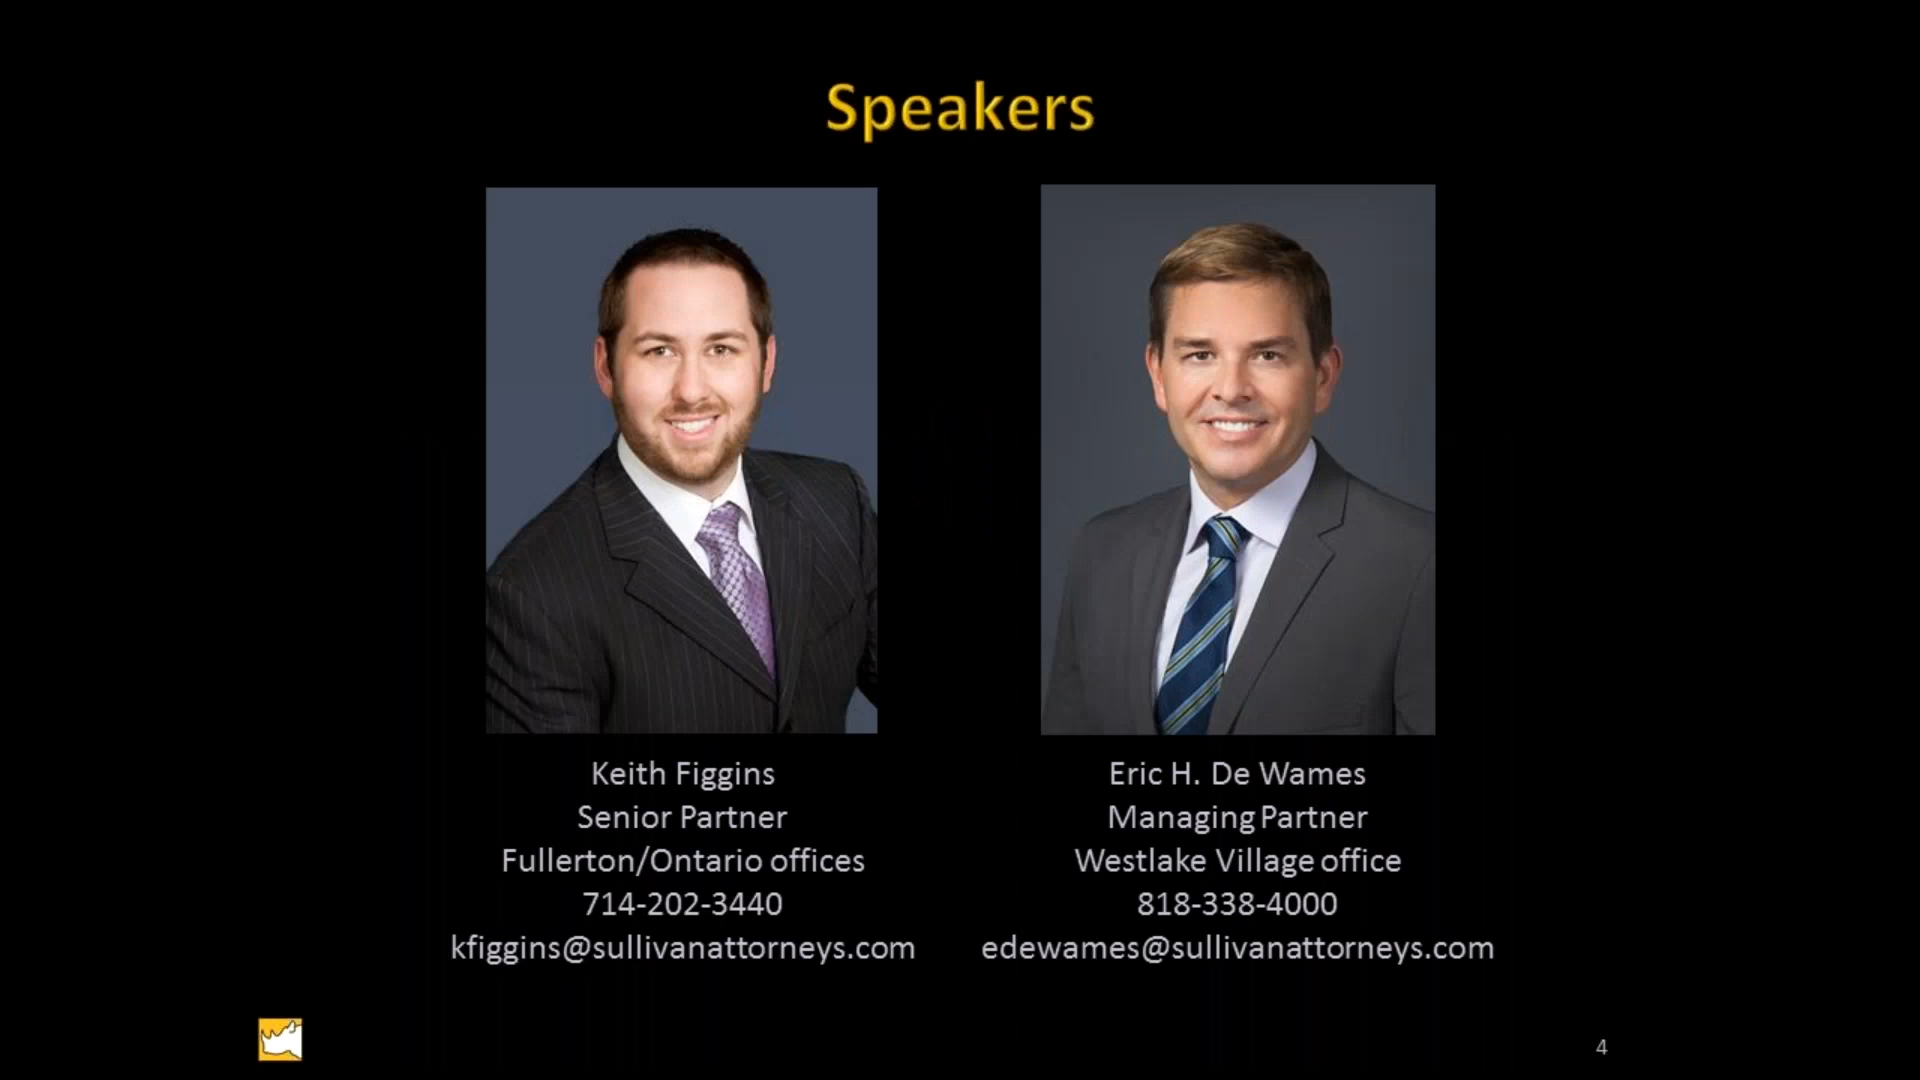 Speakers
Keith Figgins
Senior Partner
Fullerton/Ontario offices
714-202-3440
kfiggins@sullivanattorneys.com
Eric H. De Wames
Managing Partner
Westlake Village office
818-338-4000
edewames@sullivanattorneys.com
4